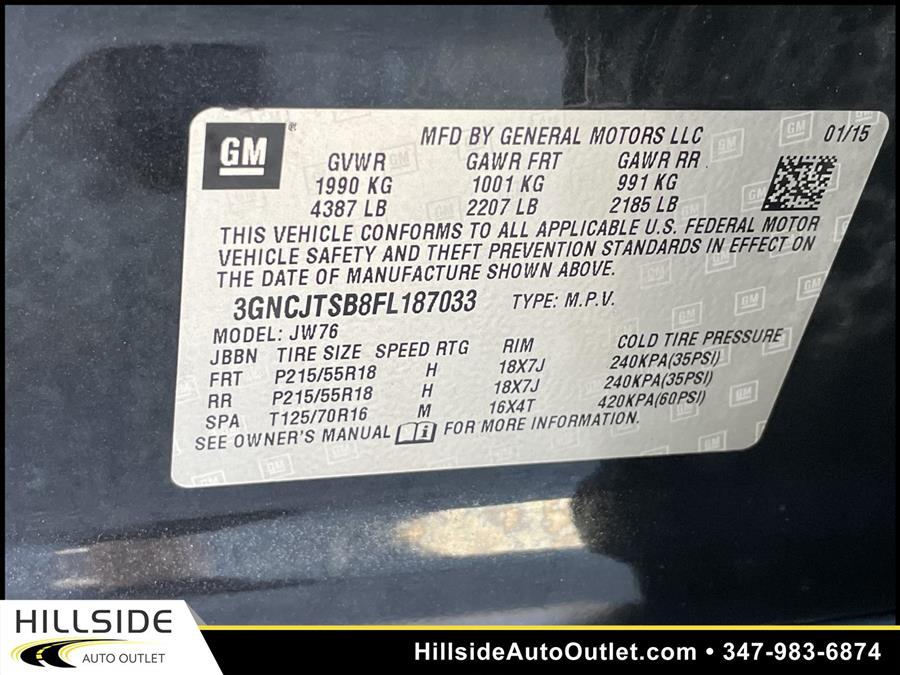 GM ® MFD BY GENERAL MOTORS LLC 01/15
GVWR GAWR FRT GAWR RR
1990 KG 1001 KG 991 KG
4387 LB 2207 LB 2185 LB
THIS VEHICLE CONFORMS TO ALL APPLICABLE U.S. FEDERAL MOTOR
VEHICLE SAFETY AND THEFT PREVENTION STANDARDS IN EFFECT ON
THE DATE OF MANUFACTURE SHOWN ABOVE.
3GNCJTSB8FL187033 TYPE: M.P.V.
MODEL: JW76
JBBN TIRE SIZE SPEED RTG RIM COLD TIRE PRESSURE
FRT P215/55R18 H 18X7J 240KPA(35PSI)
RR P215/55R18 H 18X7J 240KPA(35PSI)
SPA T125/70R16 M 16X4T 420KPA(60PSI)
SEE OWNER'S MANUAL i FOR MORE INFORMATION.
HILLSIDE
AUTO OUTLET
HillsideAutoOutlet.com • 347-983-6874